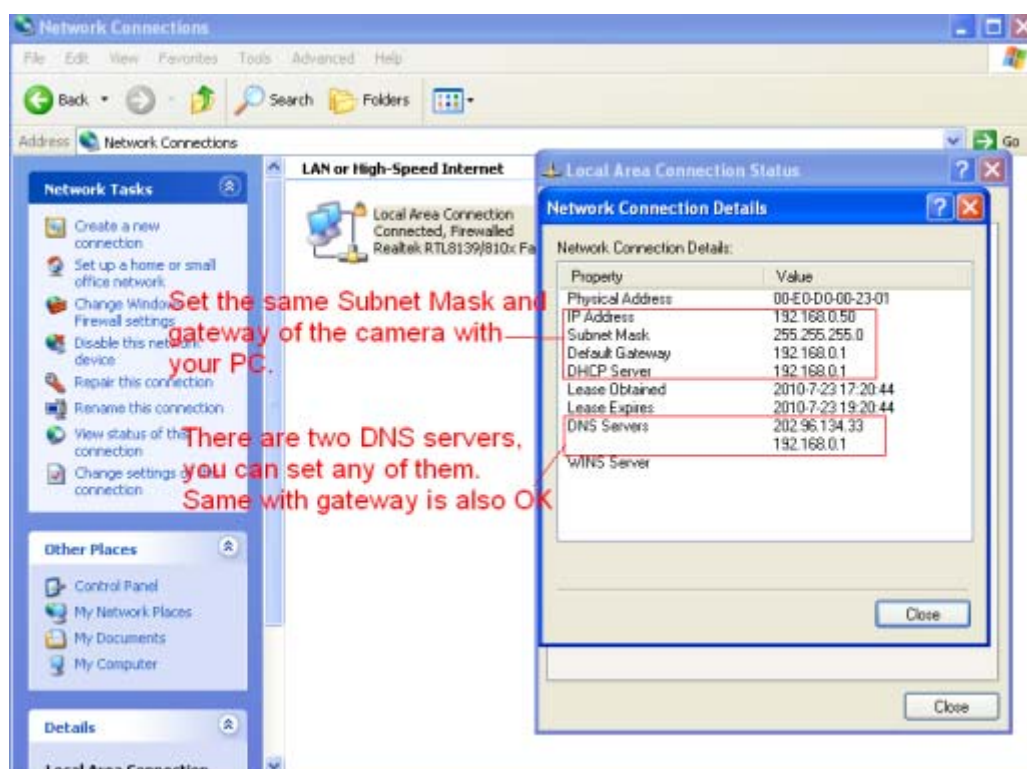 Network Connections
File Edit View Favorites Tools Advanced Help
Back Search Folders
Address Network Connections Go
Network Tasks
Create a new
connection
Set up a home or small
office network
Change Windows
Firewall settings
Disable this network
device
Repair this connection
Rename this connection
View status of this
connection
Change settings of this
connection
Other Places
Control Panel
My Network Places
My Documents
My Computer
Details
Local Area Connection
LAN or High-Speed Internet
Local Area Connection
Connected, Firewalled
Realtek RTL8139/810x Fa
Set the same Subnet Mask and
gateway of the camera with
your PC.
There are two DNS servers,
you can set any of them.
Same with gateway is also OK
Local Area Connection Status
Network Connection Details
Network Connection Details:
Property Value
Physical Address 00-E0-D0-00-23-01
IP Address 192.168.0.50
Subnet Mask 255.255.255.0
Default Gateway 192.168.0.1
DHCP Server 192.168.0.1
Lease Obtained 2010-7-23 17:20:44
Lease Expires 2010-7-23 19:20:44
DNS Servers 202.96.134.33
192.168.0.1
WINS Server
Close
Close